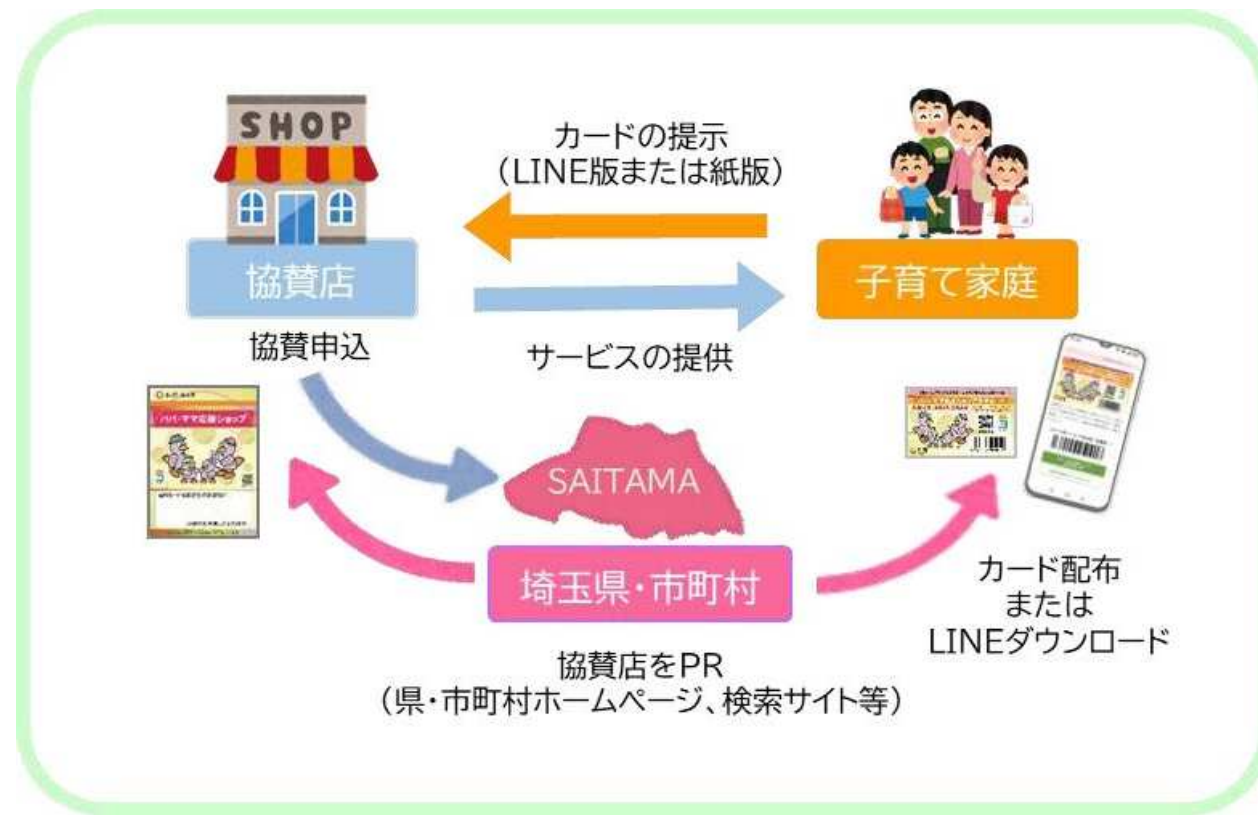 SHOP
カードの提示
（LINE版または紙版）
協賛店
子育て家庭
協賛申込
サービスの提供
パパ・ママ応援ショップ
SAITAMA
埼玉県・市町村
カード配布
または
LINEダウンロード
協賛店をPR
（県・市町村ホームページ、検索サイト等）